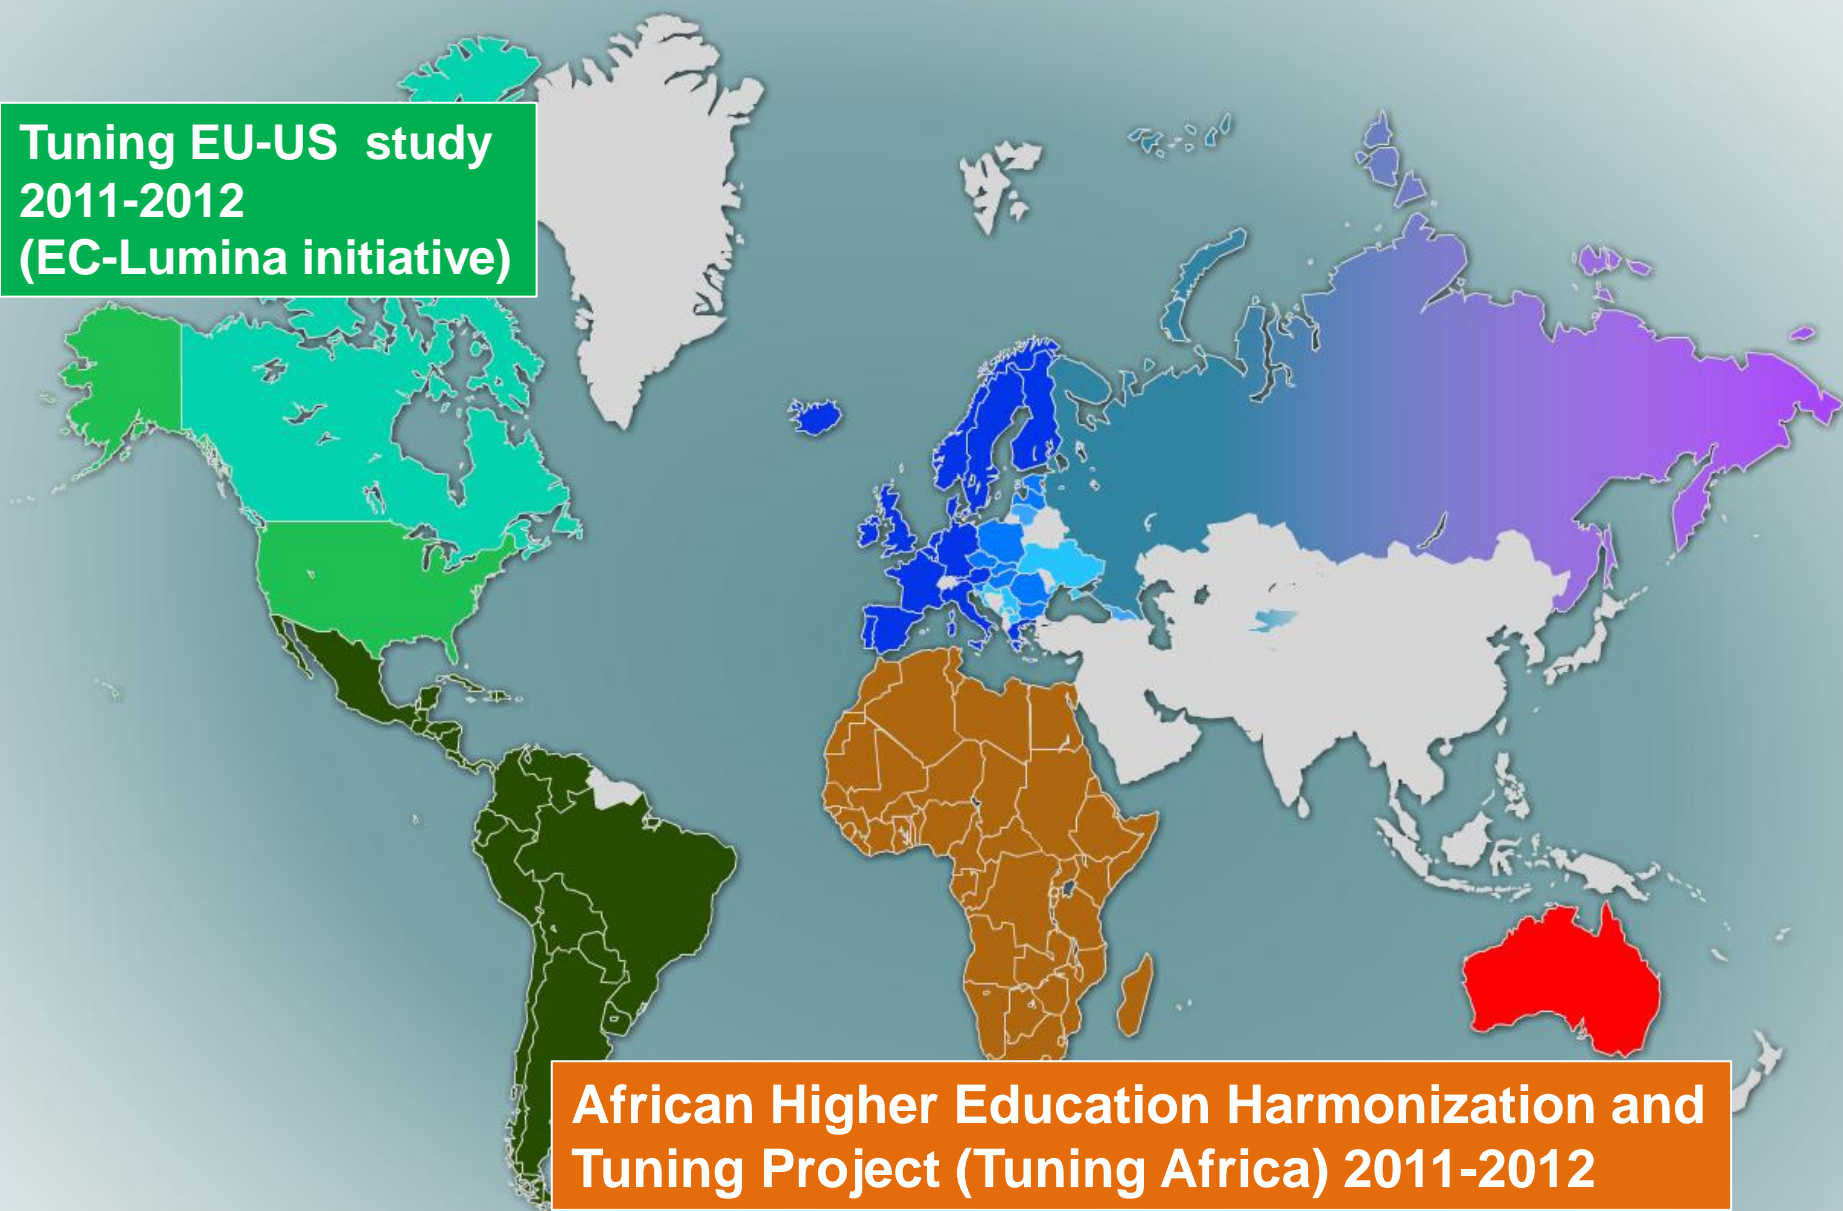 Tuning EU-US study
2011-2012
(EC-Lumina initiative)
African Higher Education Harmonization and
Tuning Project (Tuning Africa) 2011-2012